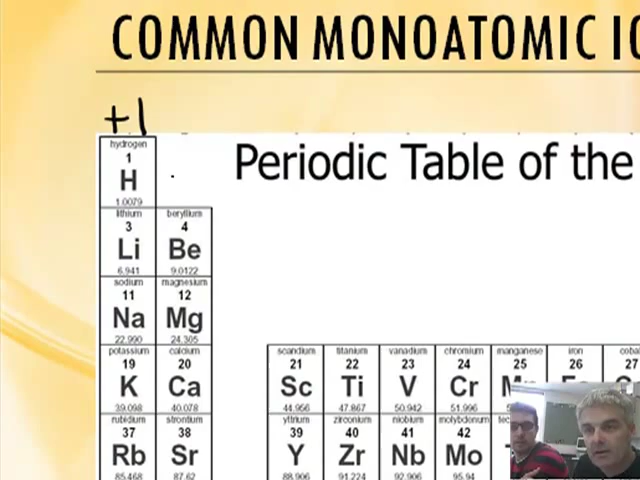 COMMON MONOATOMIC
+1
Periodic Table of the
hydrogen
1
H
1.0079
lithium beryllium
3 4
Li Be
6.941 9.0122
sodium magnesium
11 12
Na Mg
22.990 24.305
potassium calcium scandium titanium vanadium chromium manganese iron
19 20 21 22 23 24 25 26 27
K Ca Sc Ti V Cr
39.098 40.078 44.956 47.867 50.942 51.996
rubidium strontium yttrium zirconium niobium molybdenum
37 38 39 40 41 42
Rb Sr Y Zr Nb Mo
85.468 87.62 88.906 91.224 92.906 95.94